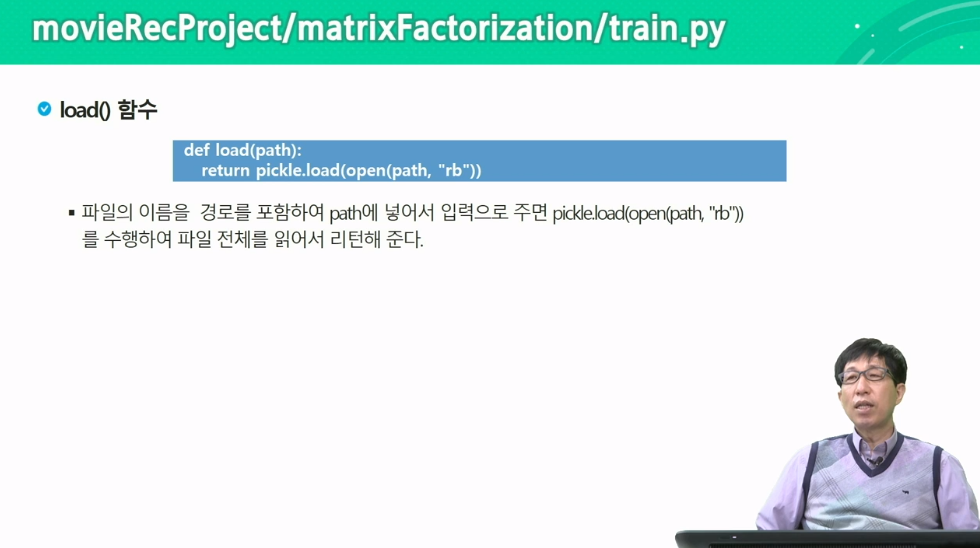 movieRecProject/matrixFactorization/train.py
load() 함수
def load(path):
return pickle.load(open(path, "rb"))
▪ 파일의 이름을 경로를 포함하여 path에 넣어서 입력으로 주면 pickle.load(open(path, "rb"))
를 수행하여 파일 전체를 읽어서 리턴해 준다.